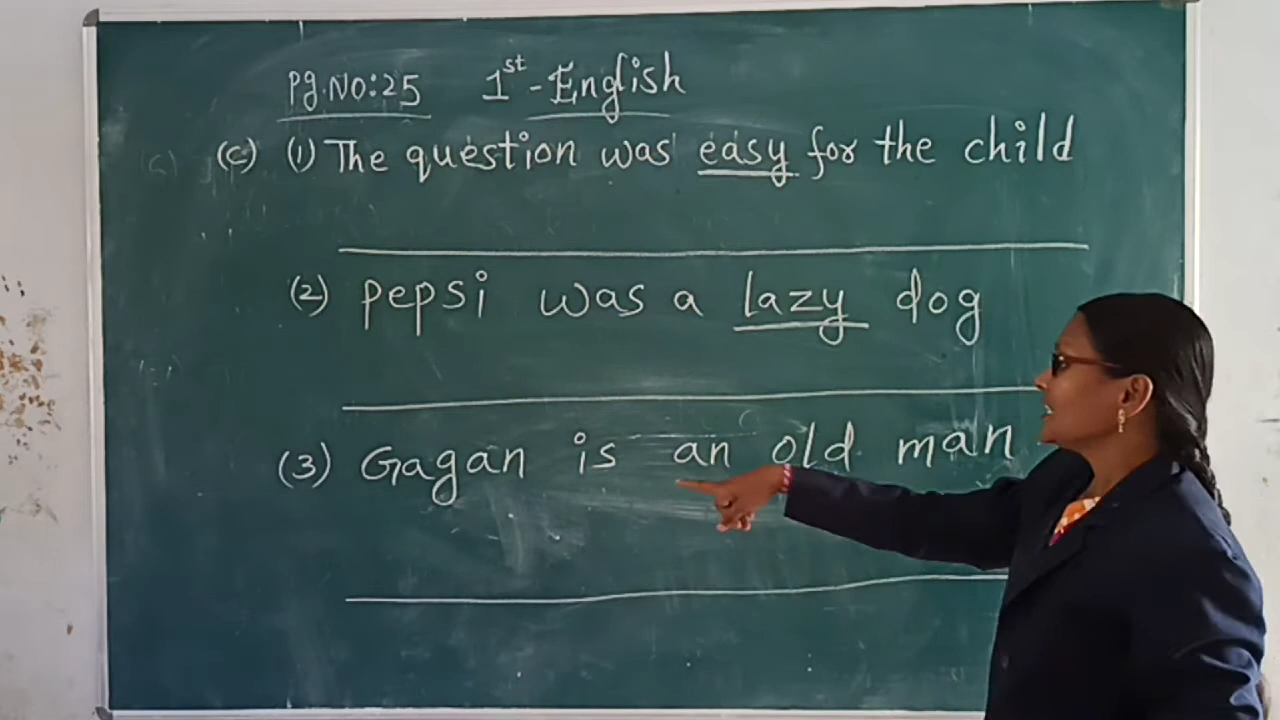 Pg.No:25 1st - English
(c) (1) The question was easy for the child
(2) pepsi was a lazy dog
(3) Gagan is an old man